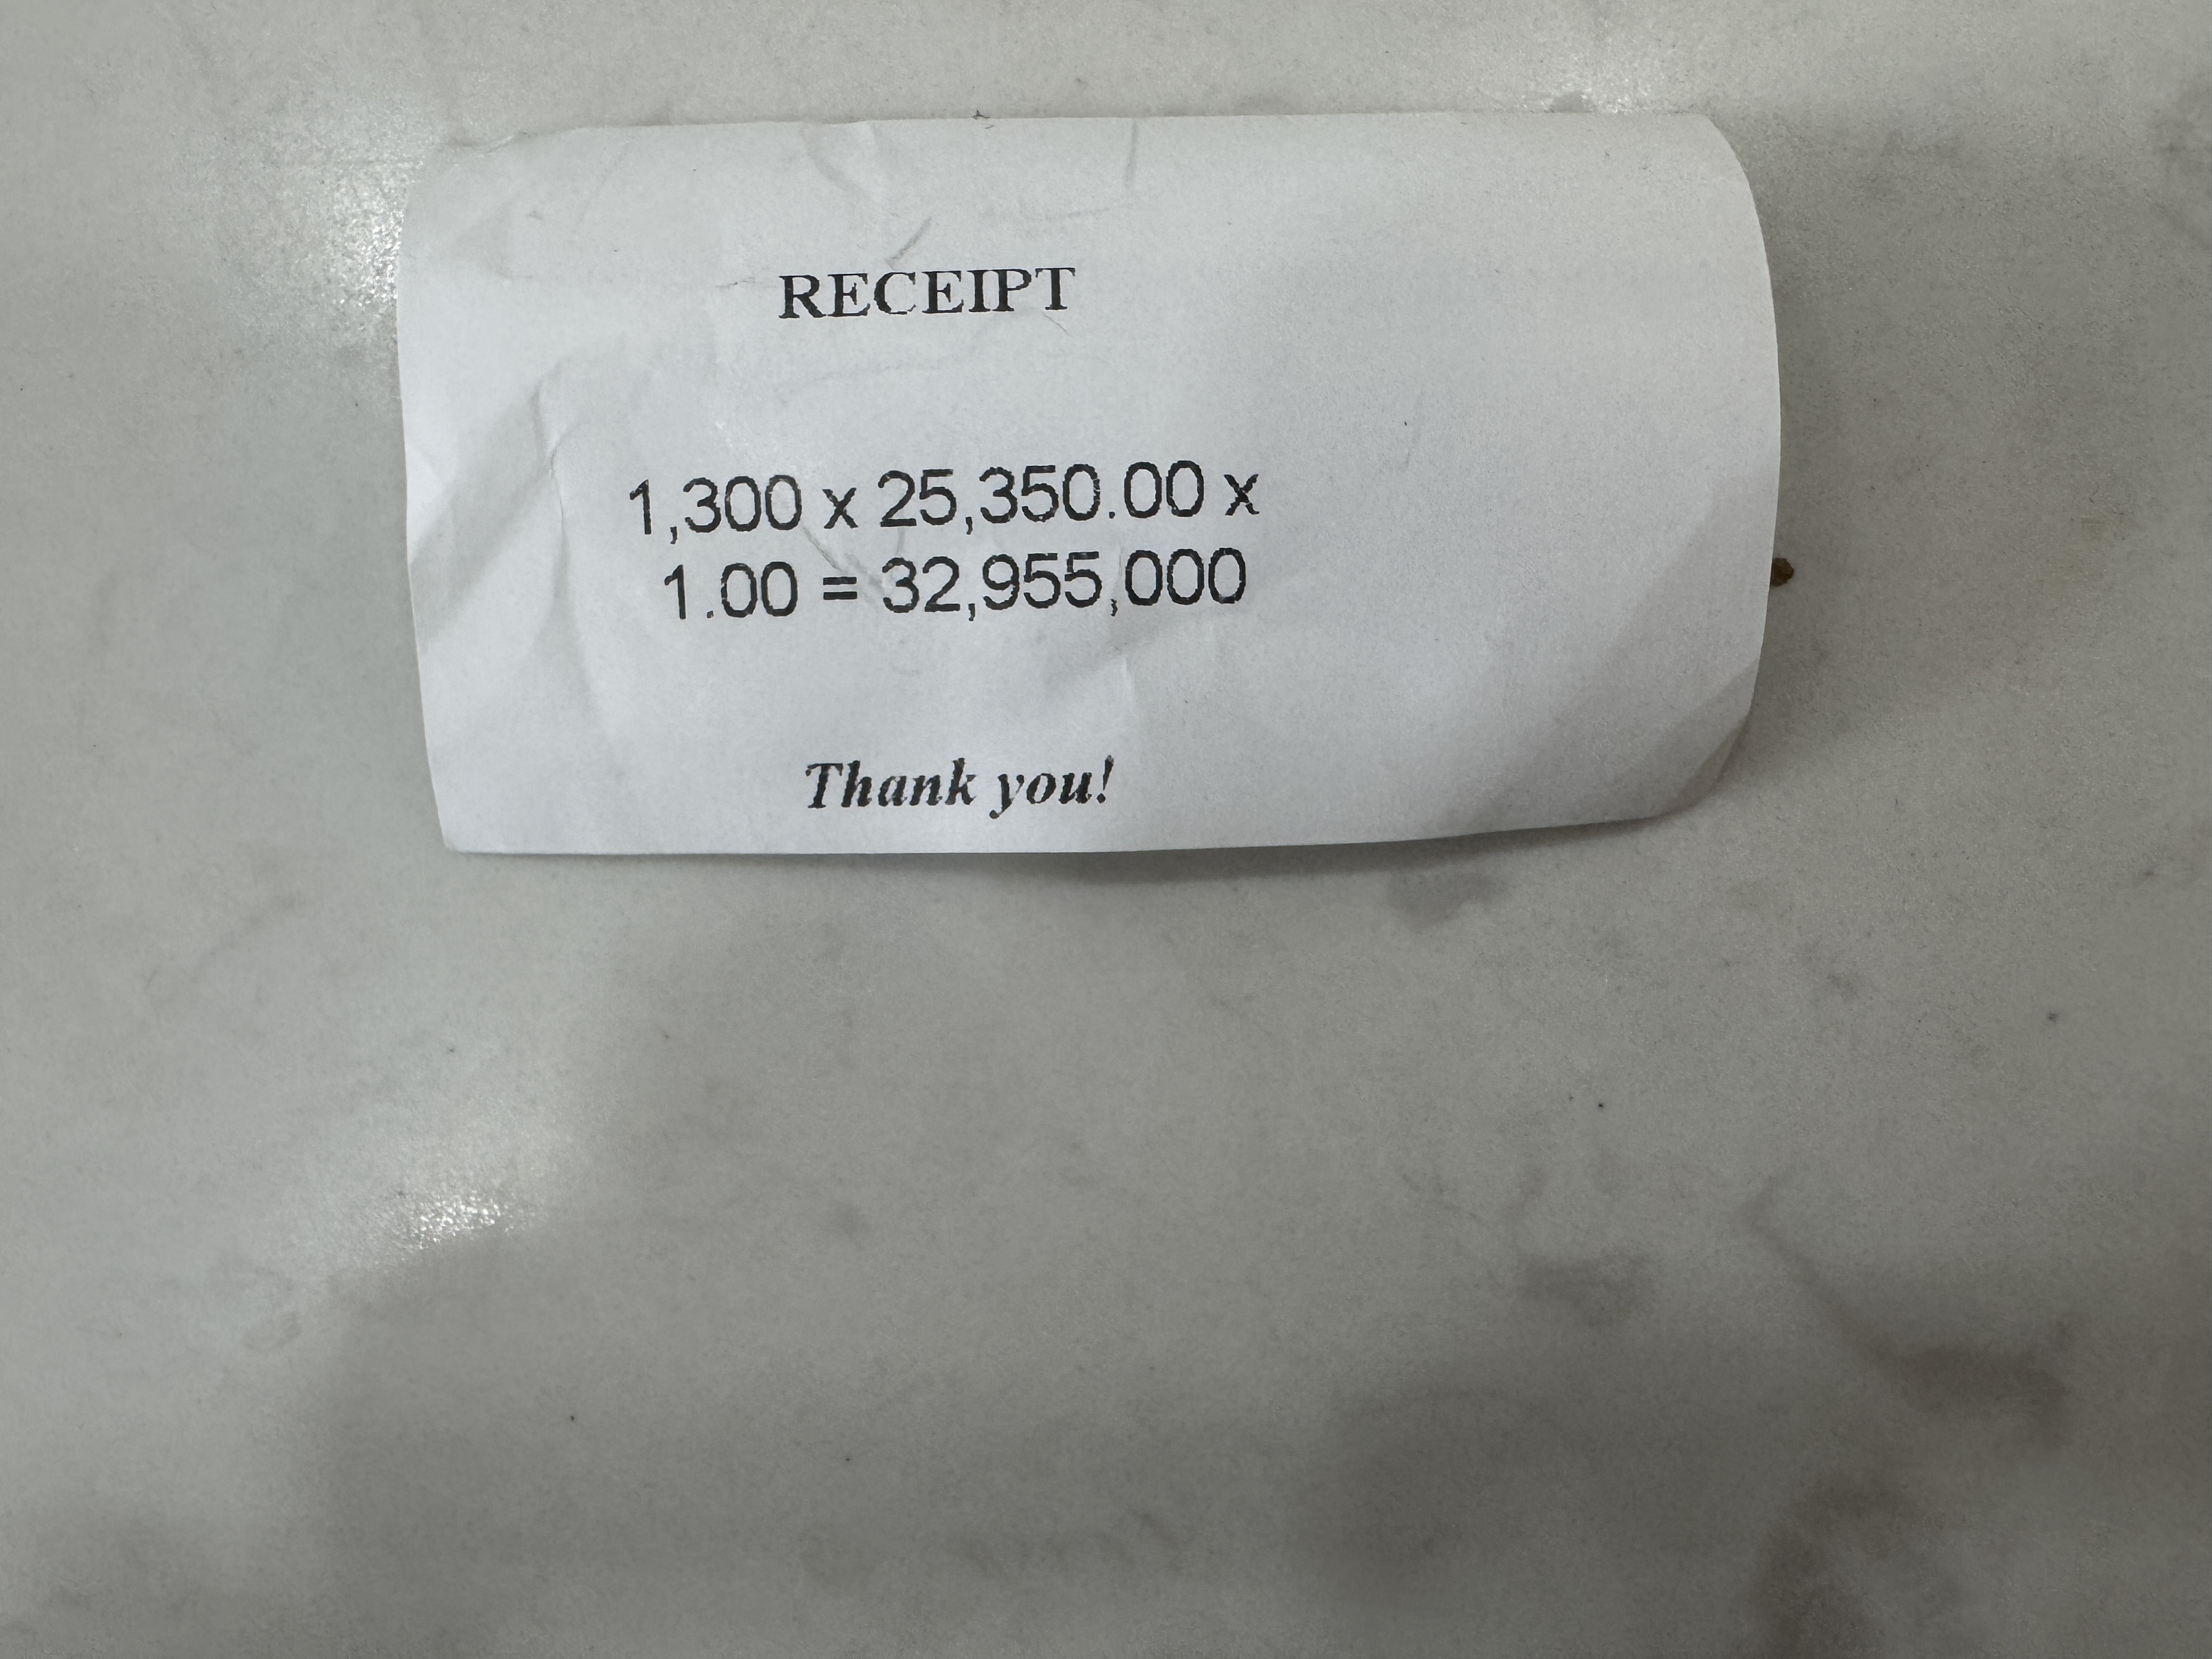 RECEIPT
1,300 x 25,350.00 x
1.00 = 32,955,000
Thank you!